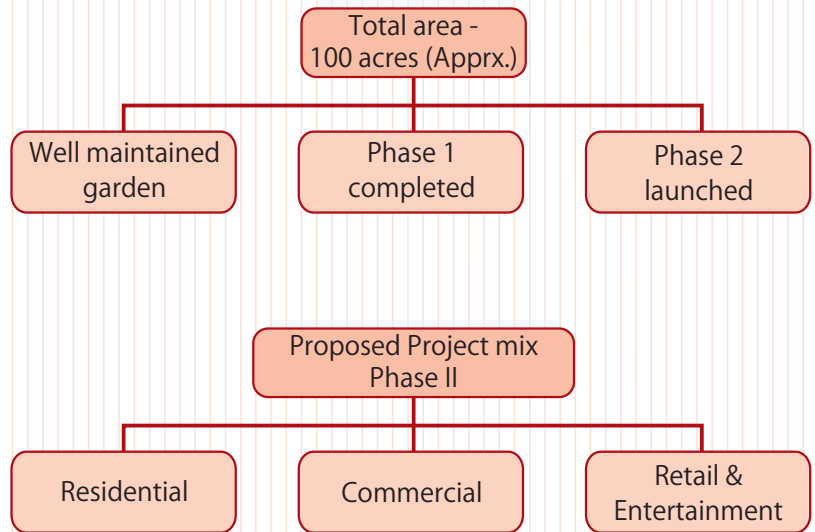 Total area -
100 acres (Apprx.)
Well maintained
garden
Phase 1
completed
Phase 2
launched
Proposed Project mix
Phase II
Residential
Commercial
Retail &
Entertainment